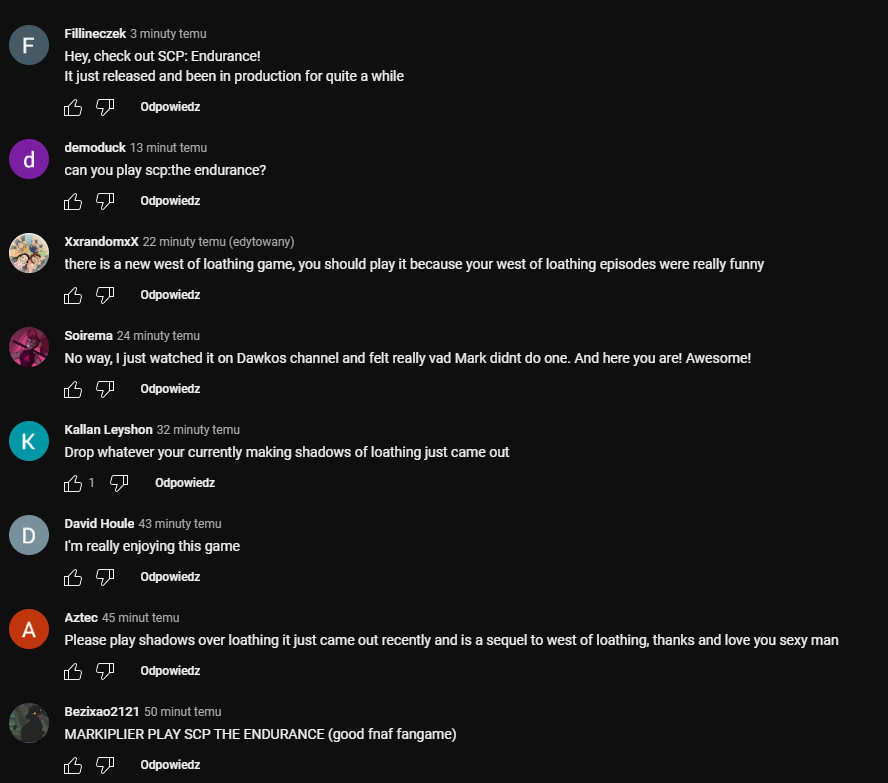 F
Fillineczek 3 minuty temu
Hey, check out SCP: Endurance!
It just released and been in production for quite a while
Odpowiedz
d
demoduck 13 minut temu
can you play scp:the endurance?
Odpowiedz
XxrandomxX 22 minuty temu (edytowany)
there is a new west of loathing game, you should play it because your west of loathing episodes were really funny
Odpowiedz
Soirema 24 minuty temu
No way, I just watched it on Dawkos channel and felt really vad Mark didnt do one. And here you are! Awesome!
Odpowiedz
K
Kallan Leyshon 32 minuty temu
Drop whatever your currently making shadows of loathing just came out
1 Odpowiedz
D
David Houle 43 minuty temu
I'm really enjoying this game
Odpowiedz
A
Aztec 45 minut temu
Please play shadows over loathing it just came out recently and is a sequel to west of loathing, thanks and love you sexy man
Odpowiedz
Bezixao2121 50 minut temu
MARKIPLIER PLAY SCP THE ENDURANCE (good fnaf fangame)
Odpowiedz